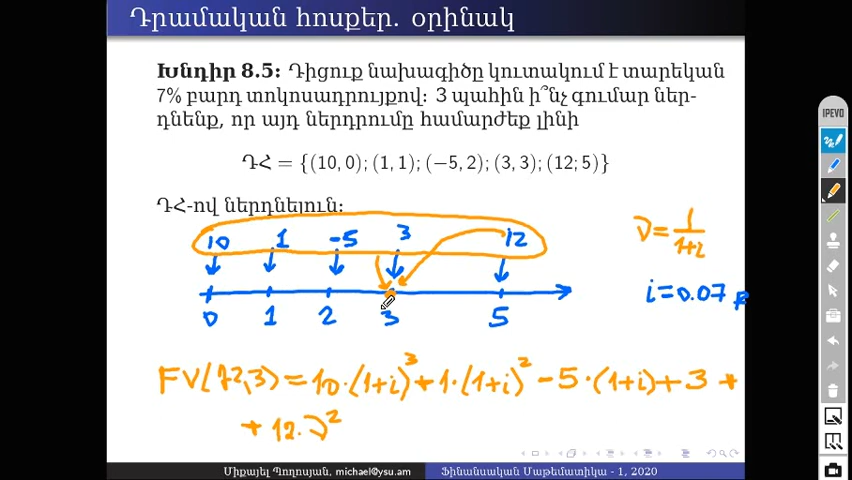 Դրամական հոսքեր. օրինակ
IPEVO
Խնդիր 8.5: Դիցուք նախագիծը կուտակում է տարեկան
7% բարդ տոկոսադրույքով: 3 պահին ի՞նչ գումար ներ-
դնենք, որ այդ ներդրումը համարժեք լինի
ԴՀ = {(10, 0); (1, 1); (−5, 2); (3, 3); (12; 5)}
ԴՀ-ով ներդնելուն:
10 1 -5 3 12
0 1 2 3 5
ν = 1/(1+i)
i=0.07
FV(ԴՀ,3) = 10·(1+i)³ + 1·(1+i)² − 5·(1+i) + 3 +
+ 12·ν²
Միքայել Պողոսյան, michael@ysu.am Ֆինանսական Մաթեմատիկա - 1, 2020